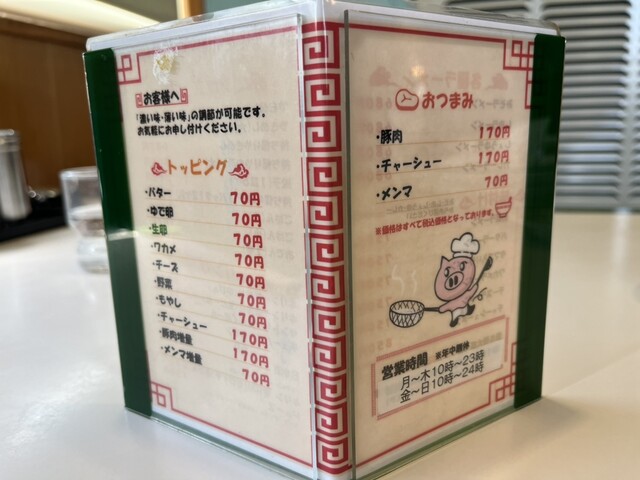 お客様へ
「濃い味・薄い味」の調節が可能です。
お気軽にお申し付けください。
トッピング
・バター 70円
・ゆで卵 70円
・生卵 70円
・ワカメ 70円
・チーズ 70円
・野菜 70円
・もやし 70円
・チャーシュー 170円
・豚肉増量 170円
・メンマ増量 70円
おつまみ
・豚肉 170円
・チャーシュー 170円
・メンマ 70円
※価格はすべて税込価格となっております。
営業時間 ※年中無休
月～木10時～23時
金～日10時～24時